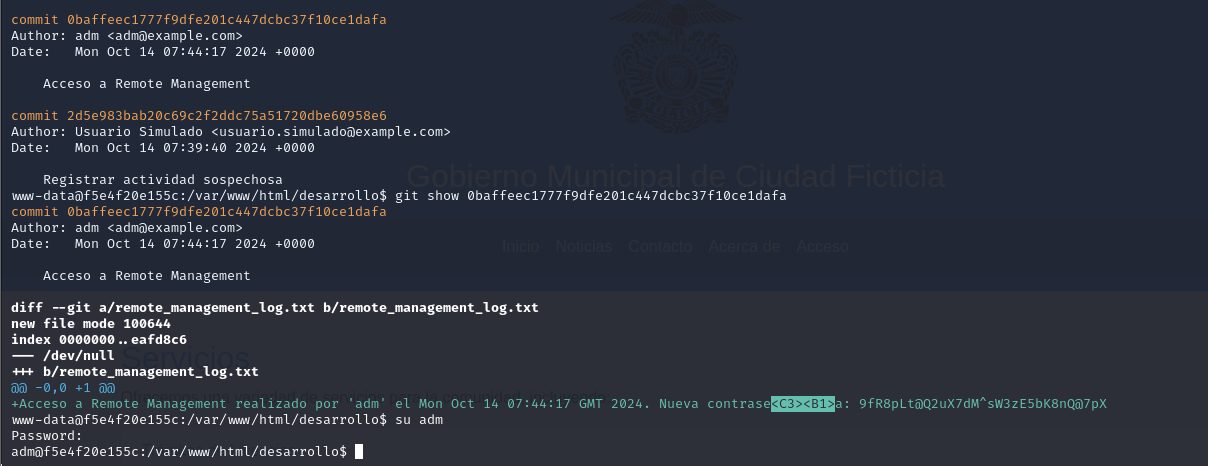 commit 0baffeec1777f9dfe201c447dcbc37f10ce1dafa
Author: adm <adm@example.com>
Date:   Mon Oct 14 07:44:17 2024 +0000
Acceso a Remote Management
commit 2d5e983bab20c69c2f2ddc75a51720dbe60958e6
Author: Usuario Simulado <usuario.simulado@example.com>
Date:   Mon Oct 14 07:39:40 2024 +0000
Registrar actividad sospechosa
Gobierno Municipal de Ciudad Ficticia
www-data@f5e4f20e155c:/var/www/html/desarrollo$ git show 0baffeec1777f9dfe201c447dcbc37f10ce1dafa
commit 0baffeec1777f9dfe201c447dcbc37f10ce1dafa
Author: adm <adm@example.com>
Date:   Mon Oct 14 07:44:17 2024 +0000
Inicio Noticias Contacto Acerca de Acceso
Acceso a Remote Management
diff --git a/remote_management_log.txt b/remote_management_log.txt
new file mode 100644
index 0000000..eafd8c6
--- /dev/null
Servicios
+++ b/remote_management_log.txt
@@ -0,0 +1 @@
+Acceso a Remote Management realizado por 'adm' el Mon Oct 14 07:44:17 GMT 2024. Nueva contrase<C3><B1>a: 9fR8pLt@Q2uX7dM^sW3zE5bK8nQ@7pX
www-data@f5e4f20e155c:/var/www/html/desarrollo$ su adm
Password:
adm@f5e4f20e155c:/var/www/html/desarrollo$